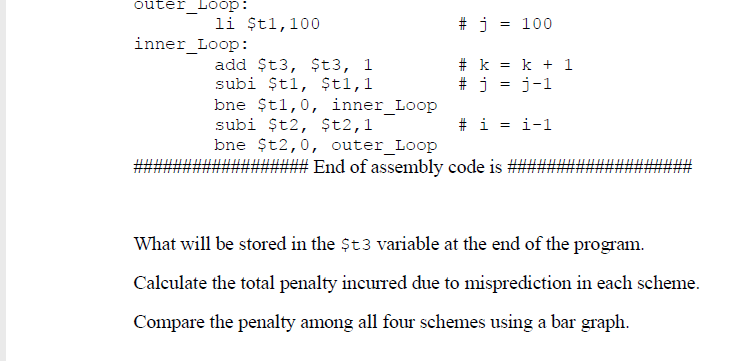 outer_Loop:
li $t1,100 # j = 100
inner_Loop:
add $t3, $t3, 1 # k = k + 1
subi $t1, $t1,1 # j = j-1
bne $t1,0, inner_Loop
subi $t2, $t2,1 # i = i-1
bne $t2,0, outer_Loop
################## End of assembly code is ###################
What will be stored in the $t3 variable at the end of the program.
Calculate the total penalty incurred due to misprediction in each scheme.
Compare the penalty among all four schemes using a bar graph.